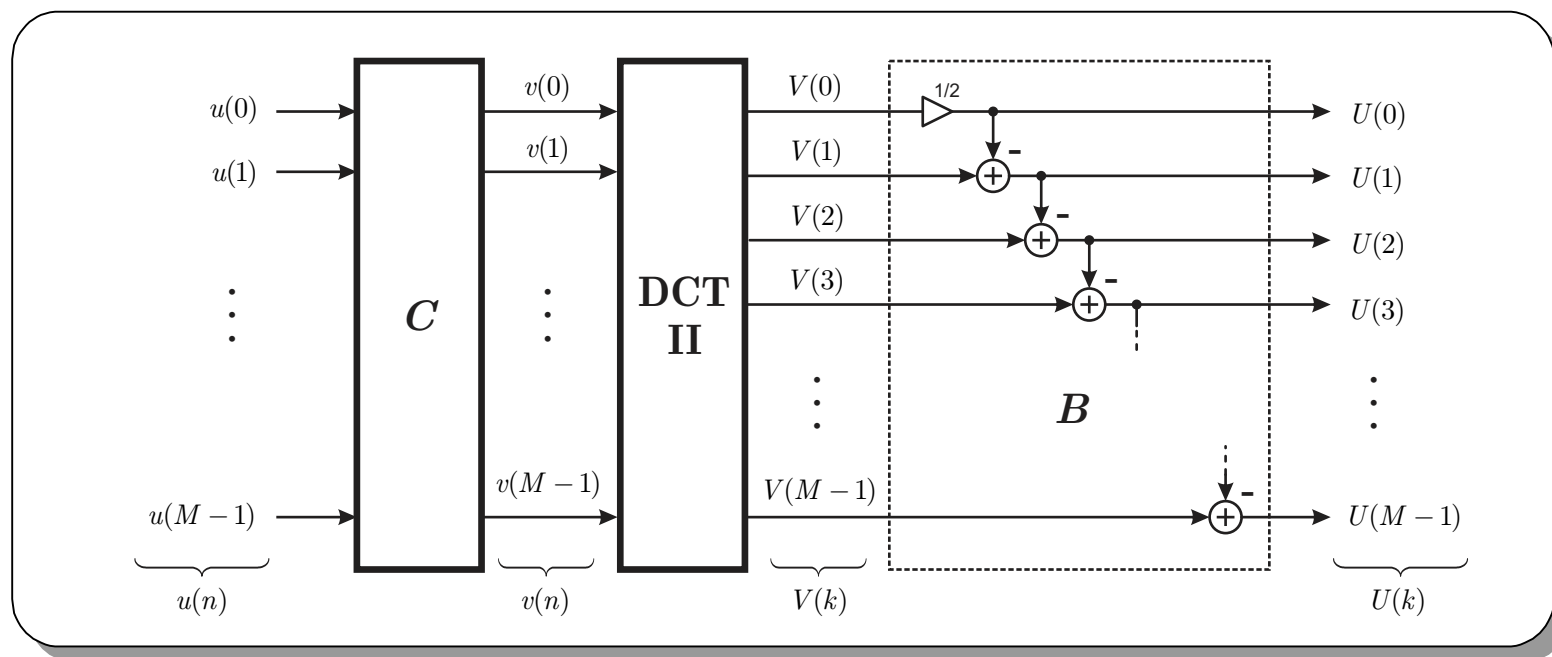 u(0) v(0) V(0) 1/2 U(0)
u(1) v(1) V(1) - U(1)
V(2) - U(2)
V(3) - U(3)
C DCT II
B
u(M − 1) v(M − 1) V(M − 1) - U(M − 1)
u(n) v(n) V(k) U(k)